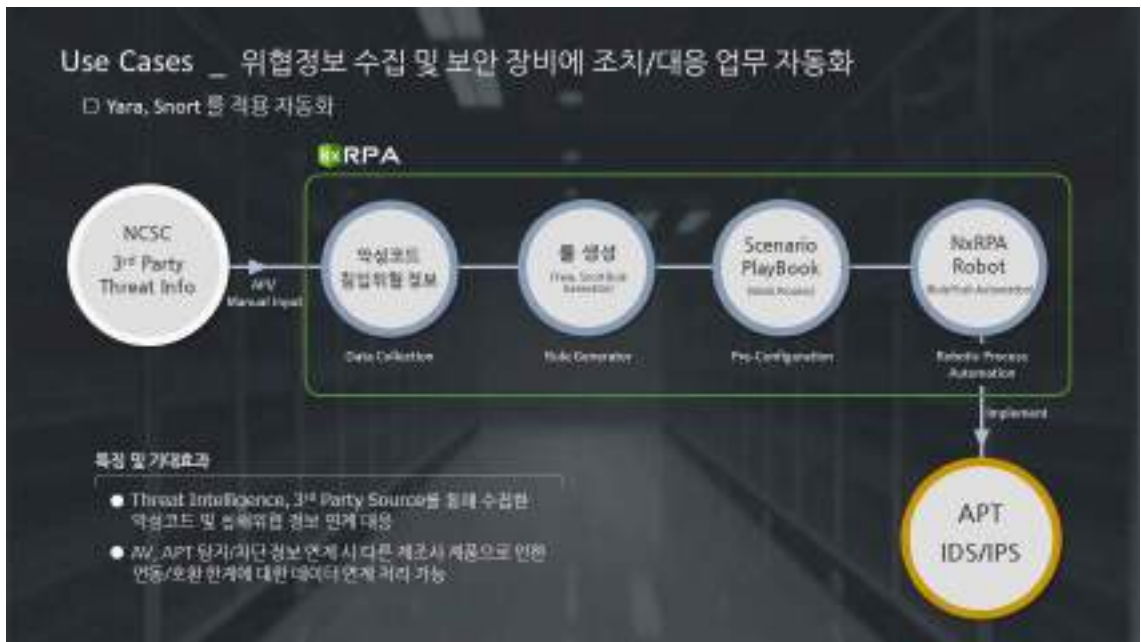 Use Cases _ 위협정보 수집 및 보안 장비에 조치/대응 업무 자동화
□ Yara, Snort 룰 적용 자동화
NxRPA
NCSC
3rd Party
Threat Info
API/
Manual Input
악성코드
침입위협 정보
Data Collection
룰 생성
(Yara, Snort Rule
Generation)
Rule Generator
Scenario
PlayBook
Pre-Configuration
NxRPA
Robot
Robotic Process
Automation
Implement
APT
IDS/IPS
특징 및 기대효과
● Threat Intelligence, 3rd Party Source를 통해 수집한
악성코드 및 침해위협 정보 연계 대응
● AV, APT 탐지/차단 정보 연계 시 다른 제조사 제품으로 인한
연동/호환 한계에 대한 데이터 연계 처리 가능